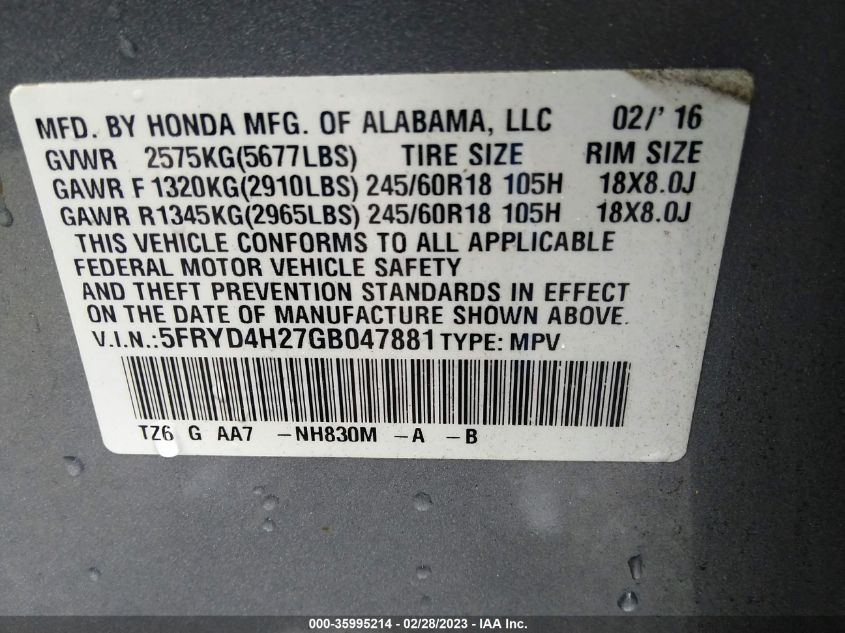 MFD. BY HONDA MFG. OF ALABAMA, LLC 02/' 16
GVWR 2575KG(5677LBS) TIRE SIZE RIM SIZE
GAWR F 1320KG(2910LBS) 245/60R18 105H 18X8.0J
GAWR R1345KG(2965LBS) 245/60R18 105H 18X8.0J
THIS VEHICLE CONFORMS TO ALL APPLICABLE
FEDERAL MOTOR VEHICLE SAFETY
AND THEFT PREVENTION STANDARDS IN EFFECT
ON THE DATE OF MANUFACTURE SHOWN ABOVE.
V.I.N.:5FRYD4H27GB047881 TYPE: MPV
TZ6 G AA7 -NH830M -A -B
000-35995214 - 02/28/2023 - IAA Inc.